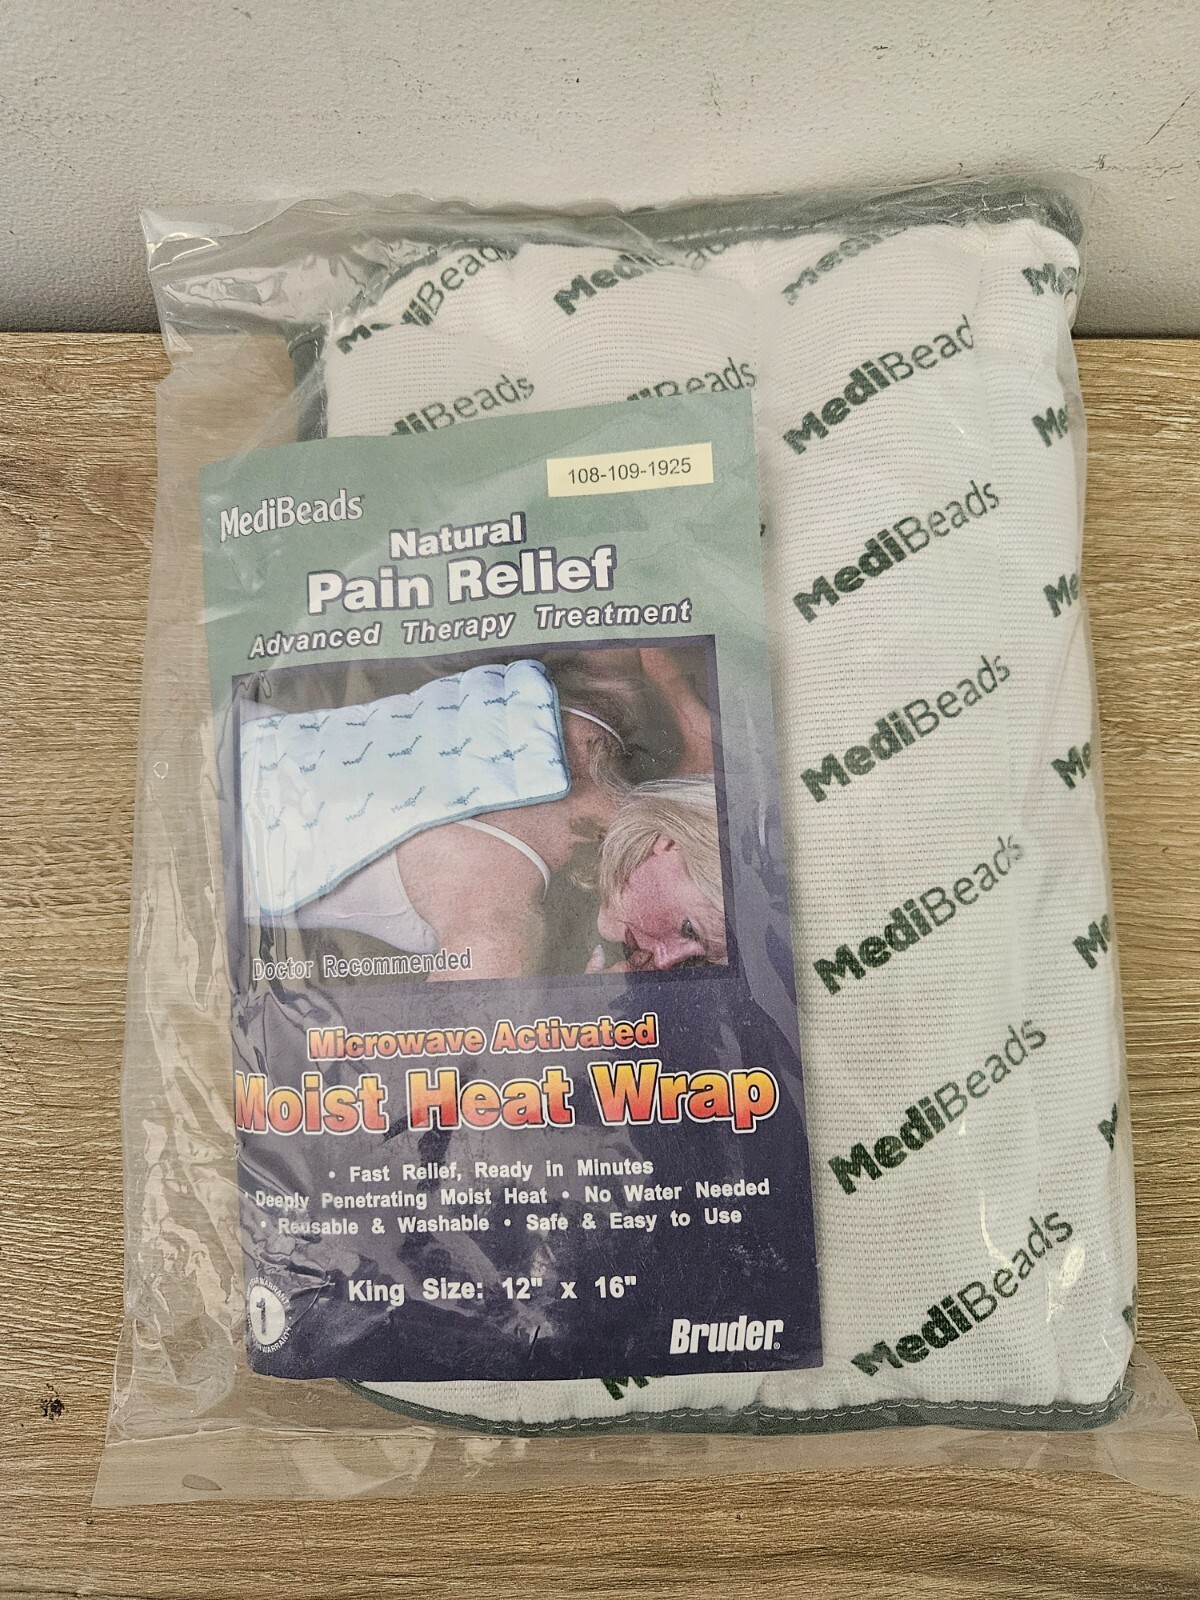 MediBeads
MediBeads
MediBeads
MediBeads
108-109-1925
MediBeads
Natural
Pain Relief
Advanced Therapy Treatment
Doctor Recommended
Microwave Activated
Moist Heat Wrap
• Fast Relief, Ready in Minutes
• Deeply Penetrating Moist Heat • No Water Needed
• Reusable & Washable • Safe & Easy to Use
King Size: 12" x 16"
1
Bruder®
MediBeads
MediBeads
MediBeads
MediBeads
MediBeads